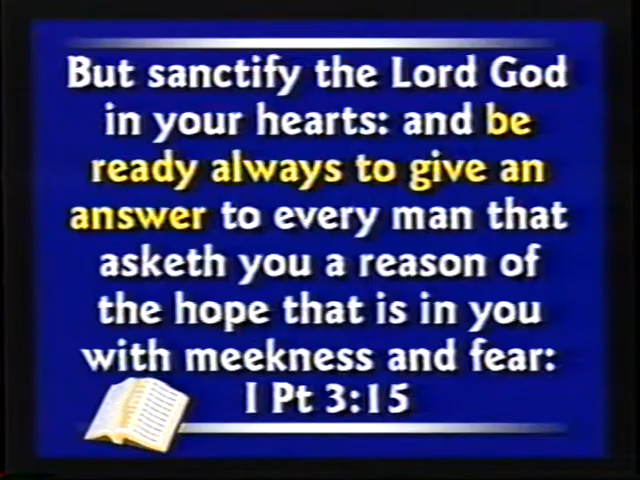 But sanctify the Lord God
in your hearts: and be
ready always to give an
answer to every man that
asketh you a reason of
the hope that is in you
with meekness and fear:
I Pt 3:15